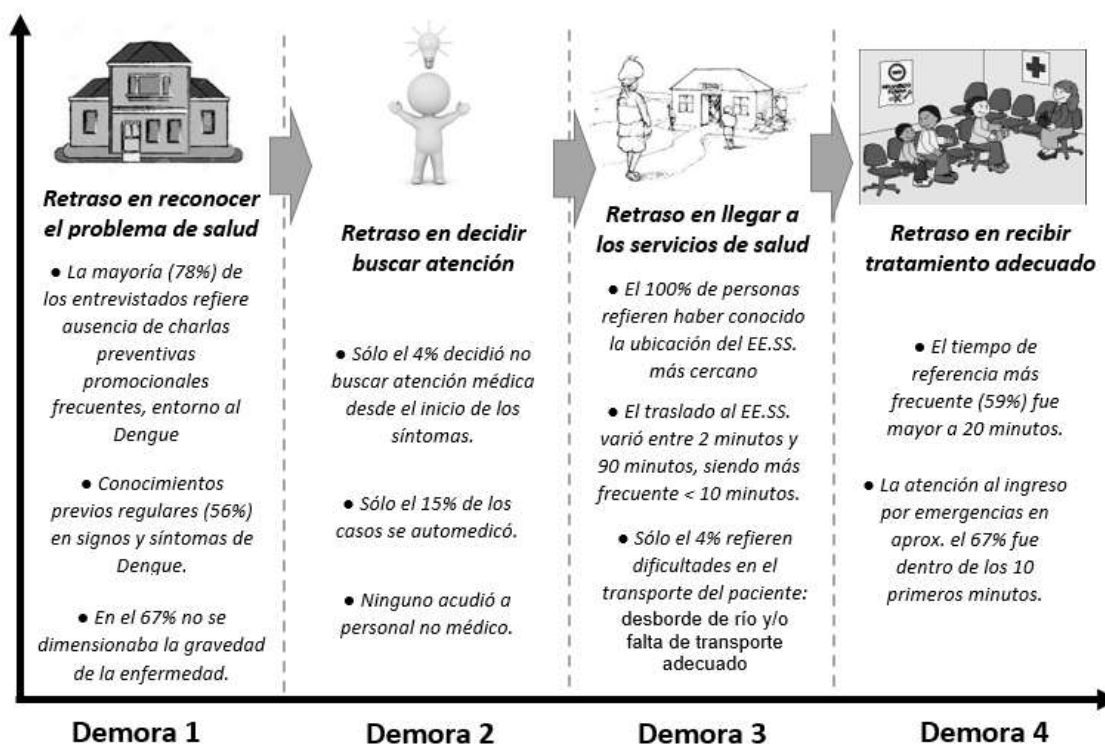 Retraso en reconocer
el problema de salud
● La mayoría (78%) de
los entrevistados refiere
ausencia de charlas
preventivas
promocionales
frecuentes, entorno al
Dengue
● Conocimientos
previos regulares (56%)
en signos y síntomas de
Dengue.
● En el 67% no se
dimensionaba la gravedad
de la enfermedad.
Demora 1
Retraso en decidir
buscar atención
● Sólo el 4% decidió no
buscar atención médica
desde el inicio de los
síntomas.
● Sólo el 15% de los
casos se automedicó.
● Ninguno acudió a
personal no médico.
Demora 2
Retraso en llegar a
los servicios de salud
● El 100% de personas
refieren haber conocido
la ubicación del EE.SS.
más cercano
● El traslado al EE.SS.
varió entre 2 minutos y
90 minutos, siendo más
frecuente < 10 minutos.
● Sólo el 4% refieren
dificultades en el
transporte del paciente:
desborde de río y/o
falta de transporte
adecuado
Demora 3
Retraso en recibir
tratamiento adecuado
● El tiempo de
referencia más
frecuente (59%) fue
mayor a 20 minutos.
● La atención al ingreso
por emergencias en
aprox. el 67% fue
dentro de los 10
primeros minutos.
Demora 4